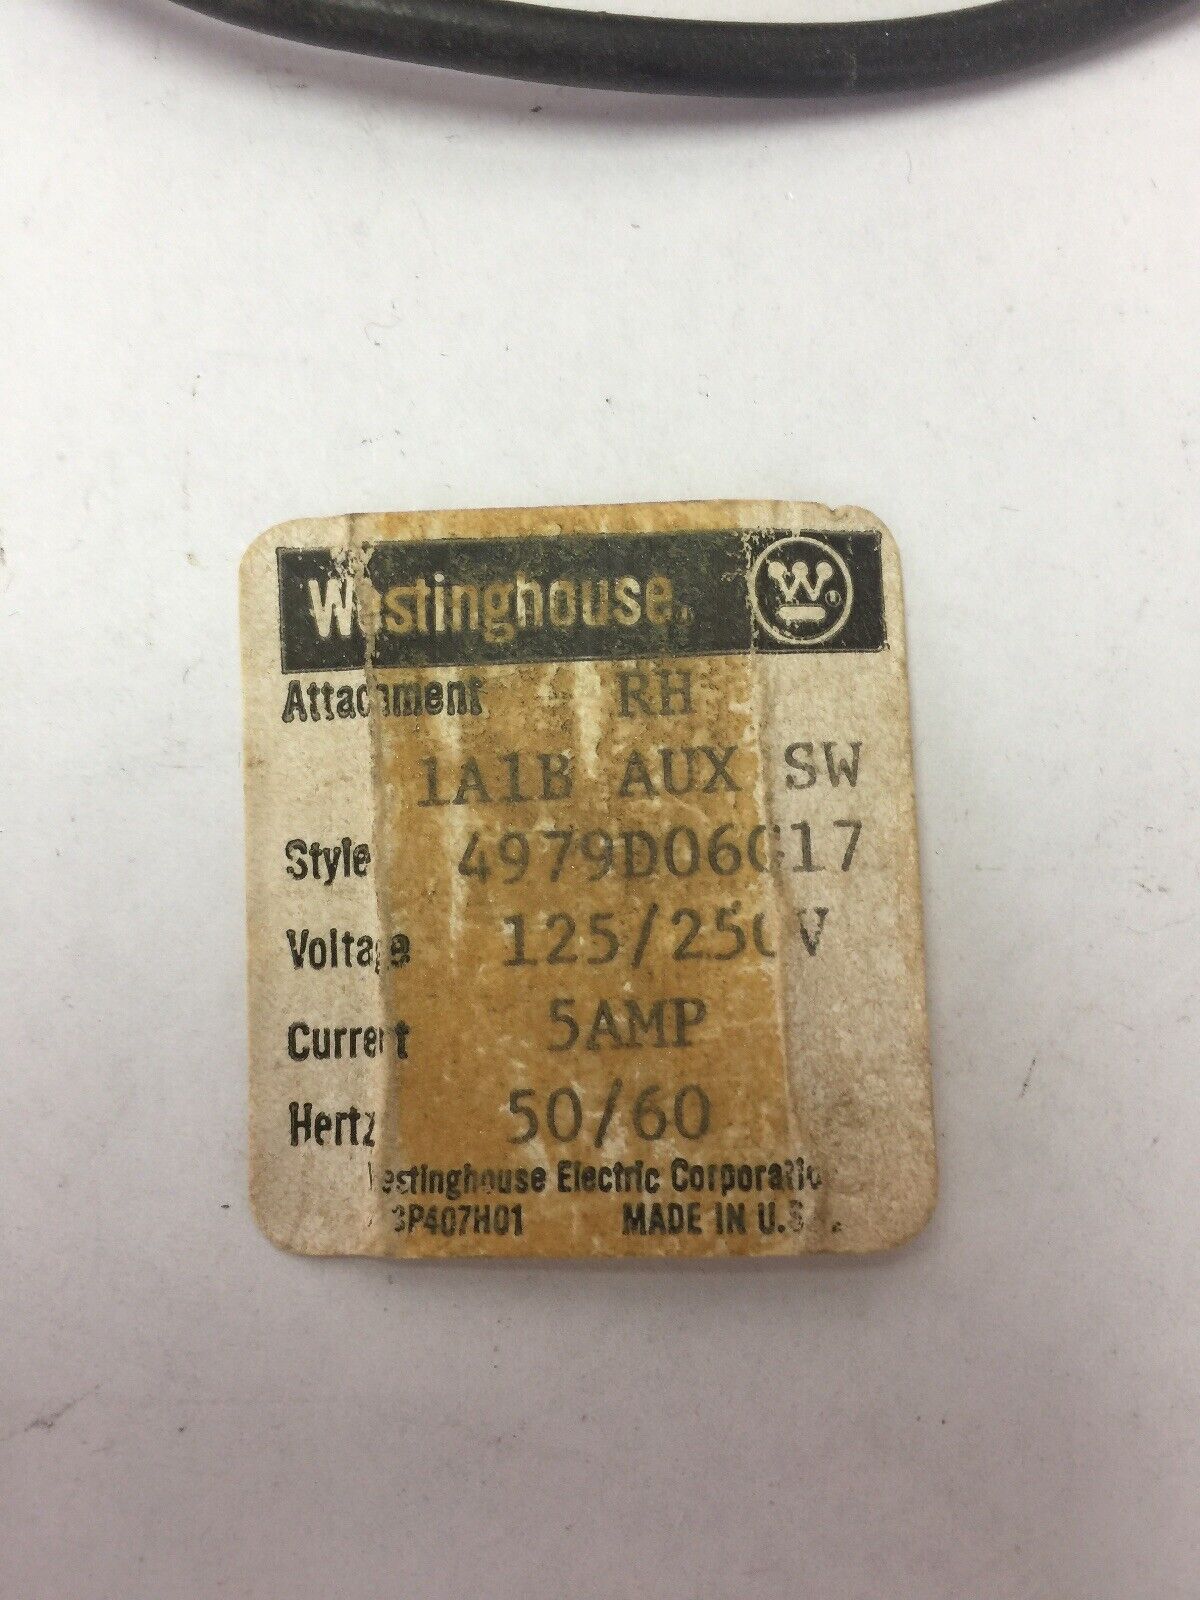 Westinghouse
W
Attachment RH
1A1B AUX SW
Style 4979D06G17
Voltage 125/250V
Current 5AMP
Hertz 50/60
Westinghouse Electric Corporation
3P407H01 MADE IN U.S.A.